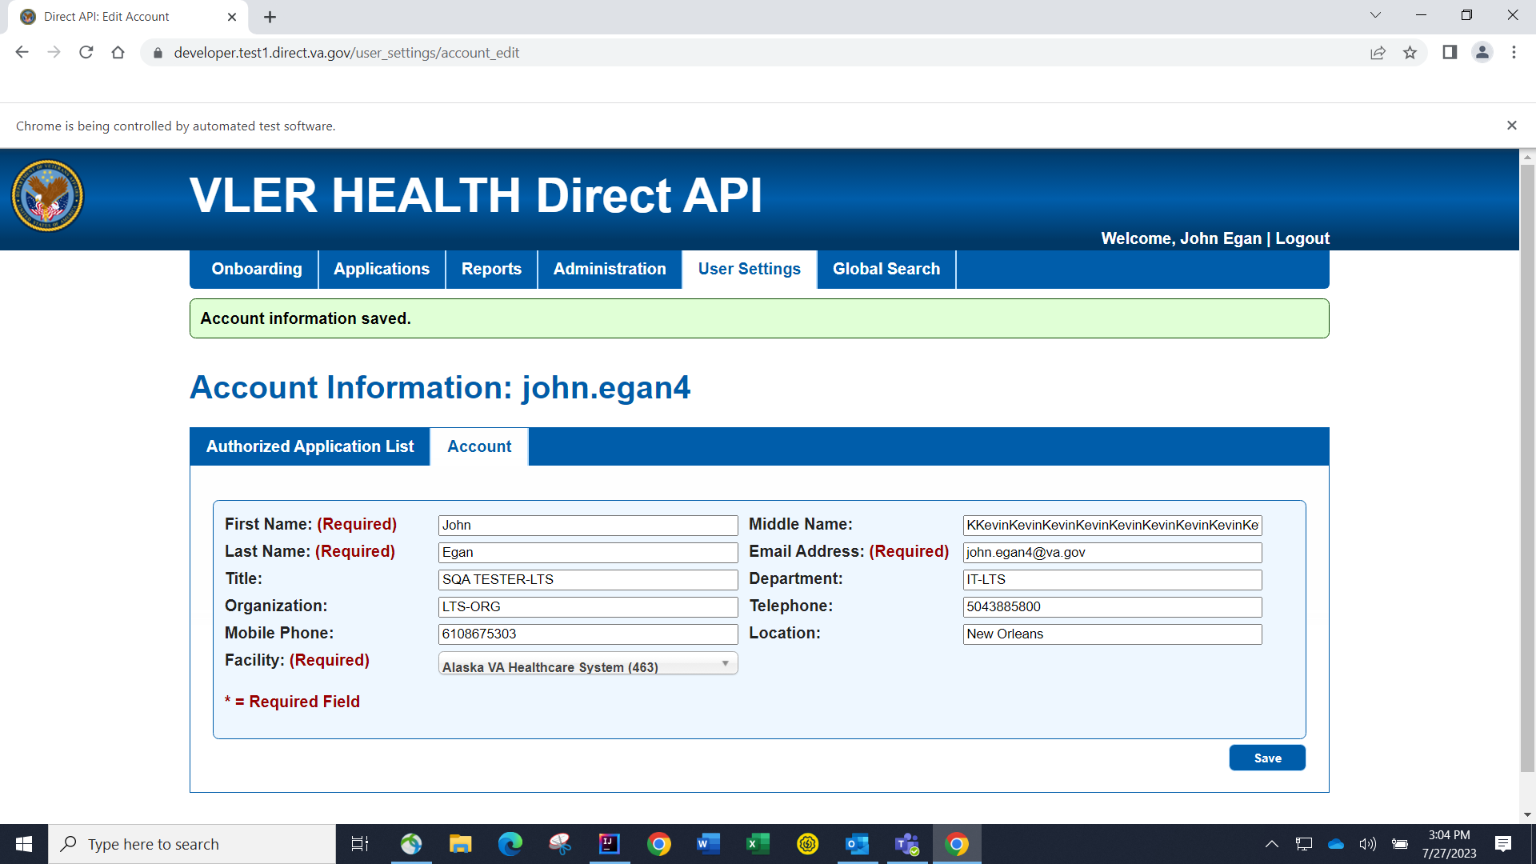 Direct API: Edit Account
developer.test1.direct.va.gov/user_settings/account_edit
Chrome is being controlled by automated test software.
VLER HEALTH Direct API
Welcome, John Egan | Logout
Onboarding Applications Reports Administration User Settings Global Search
Account information saved.
Account Information: john.egan4
Authorized Application List Account
First Name: (Required) John Middle Name: KKevinKevinKevinKevinKevinKevinKevinKevinKe
Last Name: (Required) Egan Email Address: (Required) john.egan4@va.gov
Title: SQA TESTER-LTS Department: IT-LTS
Organization: LTS-ORG Telephone: 5043885800
Mobile Phone: 6108675303 Location: New Orleans
Facility: (Required) Alaska VA Healthcare System (463)
* = Required Field
Save
Type here to search
3:04 PM
7/27/2023